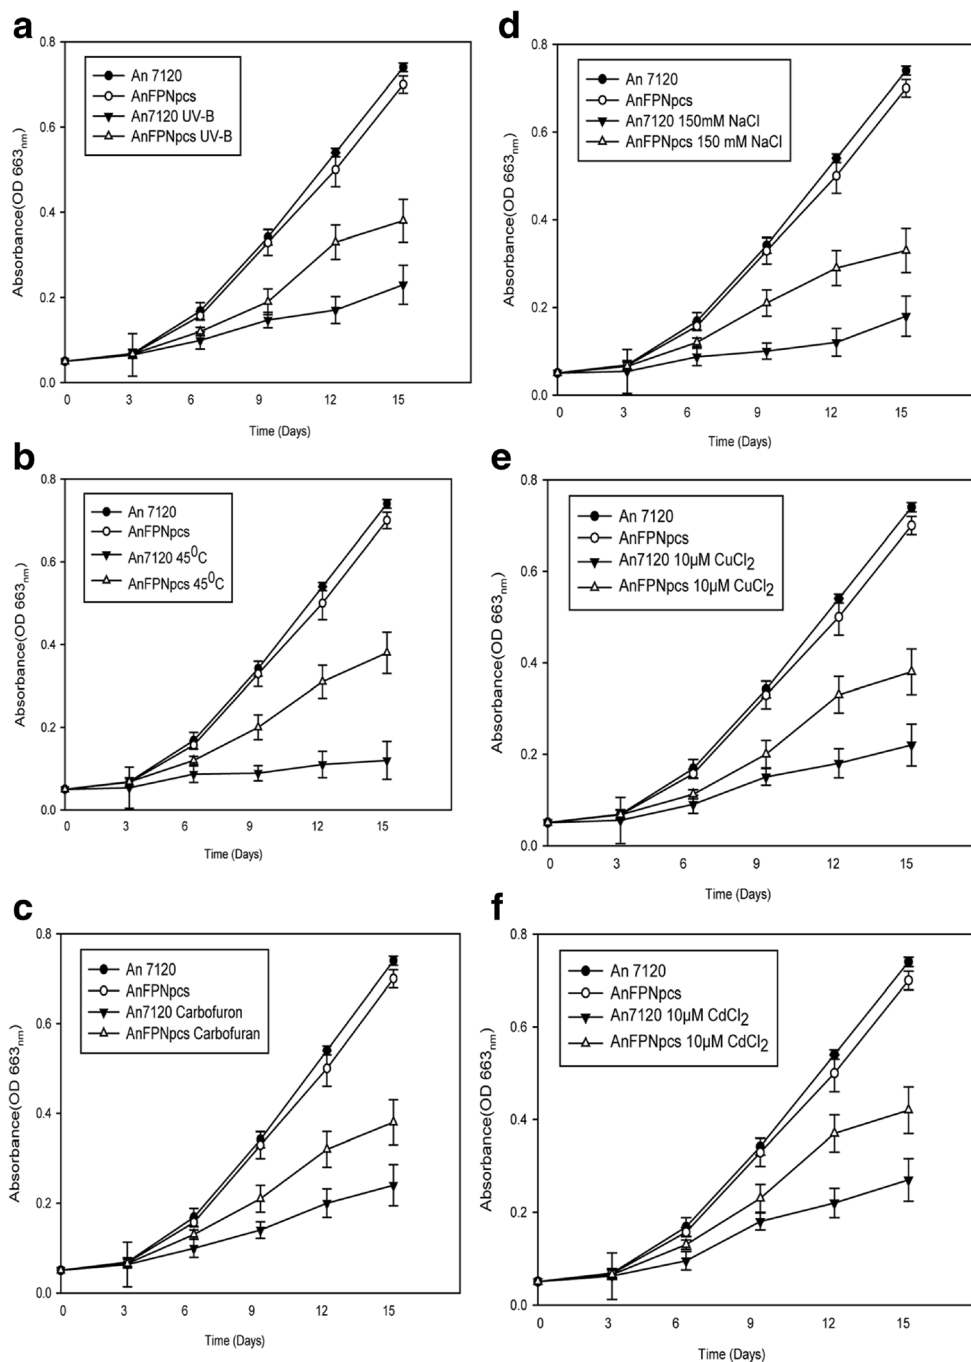 a
0.8
0.6
0.4
0.2
0.0
Absorbance(OD 663nm)
An 7120
AnFPNpcs
An7120 UV-B
AnFPNpcs UV-B
0 3 6 9 12 15
Time (Days)
d
0.8
0.6
0.4
0.2
0.0
Absorbance(OD 663nm)
An 7120
AnFPNpcs
An7120 150mM NaCl
AnFPNpcs 150 mM NaCl
0 3 6 9 12 15
Time (Days)
b
0.8
0.6
0.4
0.2
0.0
Absorbance(OD 663nm)
An 7120
AnFPNpcs
An7120 45⁰C
AnFPNpcs 45⁰C
0 3 6 9 12 15
Time (Days)
e
0.8
0.6
0.4
0.2
0.0
Absorbance(OD 663nm)
An 7120
AnFPNpcs
An7120 10µM CuCl₂
AnFPNpcs 10µM CuCl₂
0 3 6 9 12 15
Time (Days)
c
0.8
0.6
0.4
0.2
0.0
Absorbance(OD 663nm)
An 7120
AnFPNpcs
An7120 Carbofuron
AnFPNpcs Carbofuran
0 3 6 9 12 15
Time (Days)
f
0.8
0.6
0.4
0.2
0.0
Absorbance(OD 663nm)
An 7120
AnFPNpcs
An7120 10µM CdCl₂
AnFPNpcs 10µM CdCl₂
0 3 6 9 12 15
Time (Days)